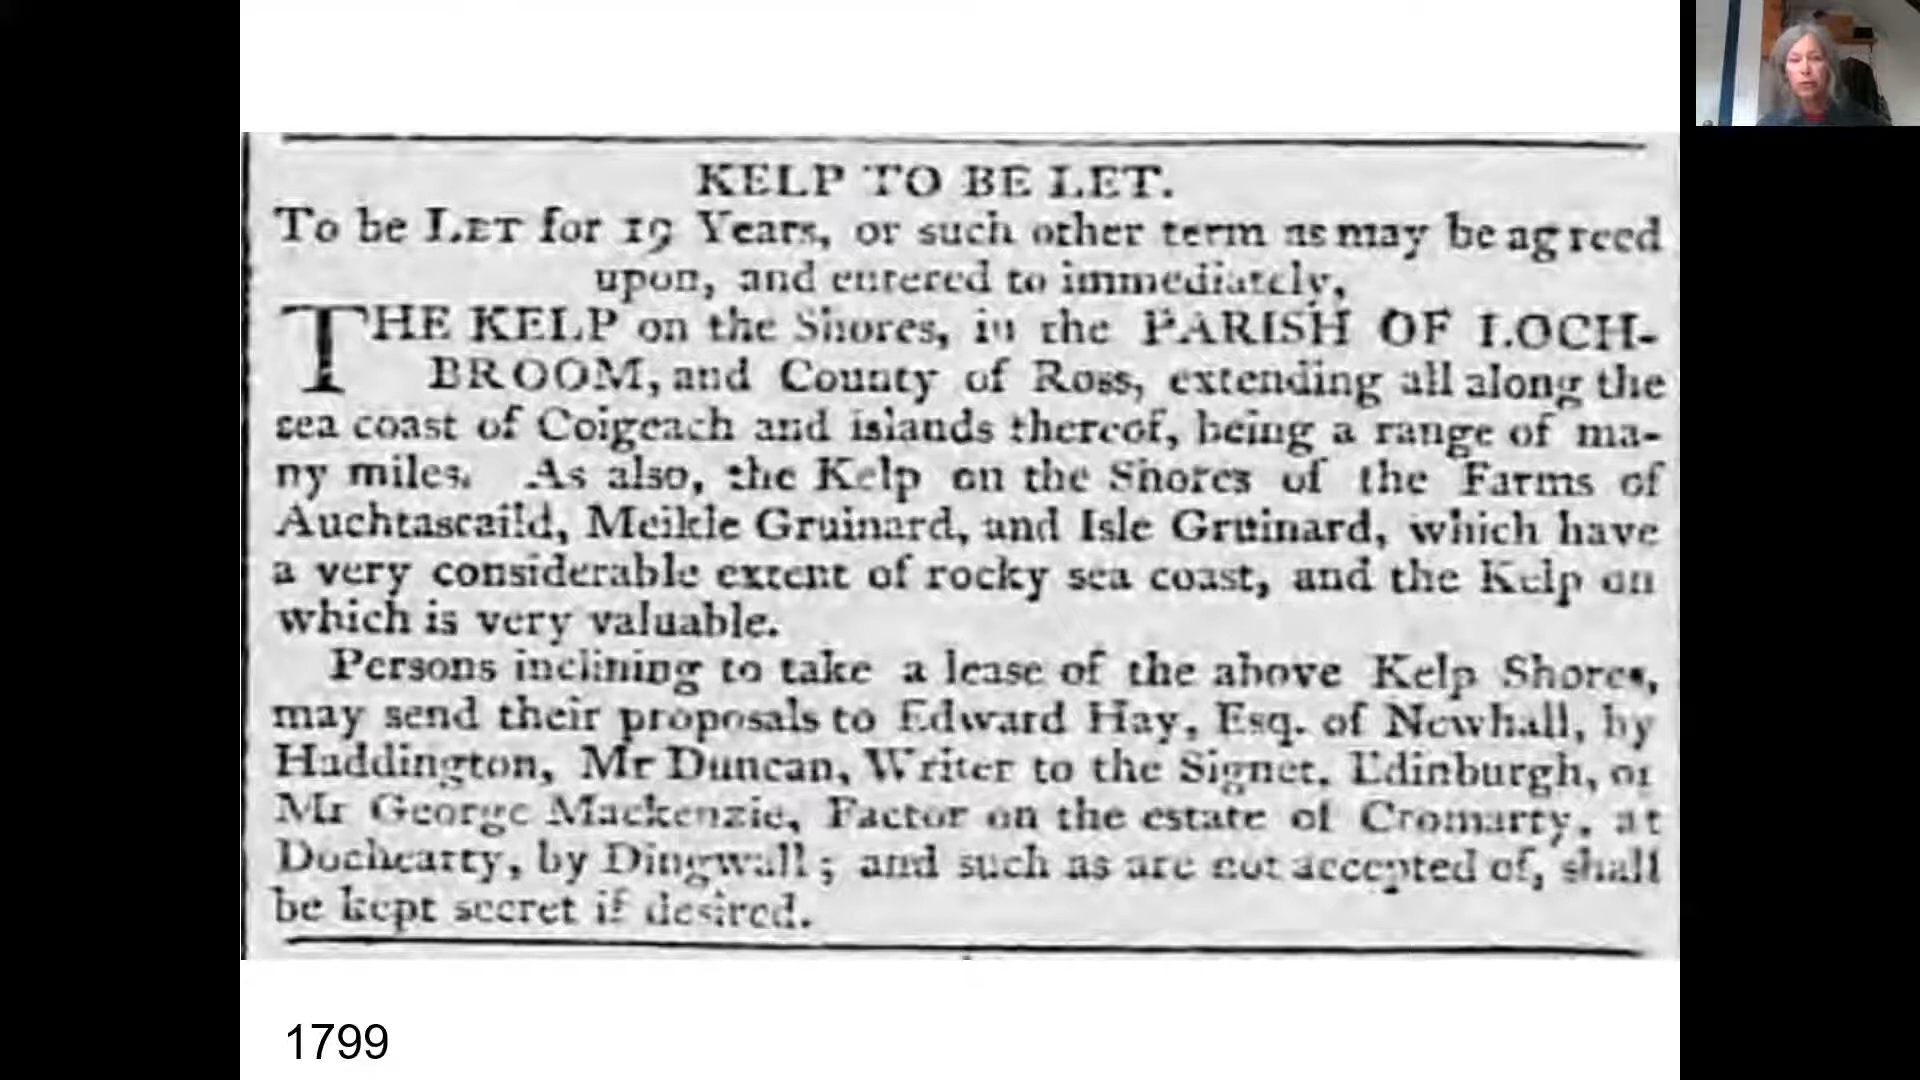 KELP TO BE LET.
To be LET for 19 Years, or such other term as may be agreed
upon, and entered to immediately,
THE KELP on the Shores, in the PARISH OF LOCH-
BROOM, and County of Ross, extending all along the
sea coast of Coigeach and islands thereof, being a range of ma-
ny miles. As also, the Kelp on the Shores of the Farms of
Auchtascaild, Meikle Gruinard, and Isle Gruinard, which have
a very considerable extent of rocky sea coast, and the Kelp on
which is very valuable.
Persons inclining to take a lease of the above Kelp Shores,
may send their proposals to Edward Hay, Esq. of Newhall, by
Haddington, Mr Duncan, Writer to the Signet, Edinburgh, or
Mr George Mackenzie, Factor on the estate of Cromarty, at
Dochcarty, by Dingwall; and such as are not accepted of, shall
be kept secret if desired.
1799